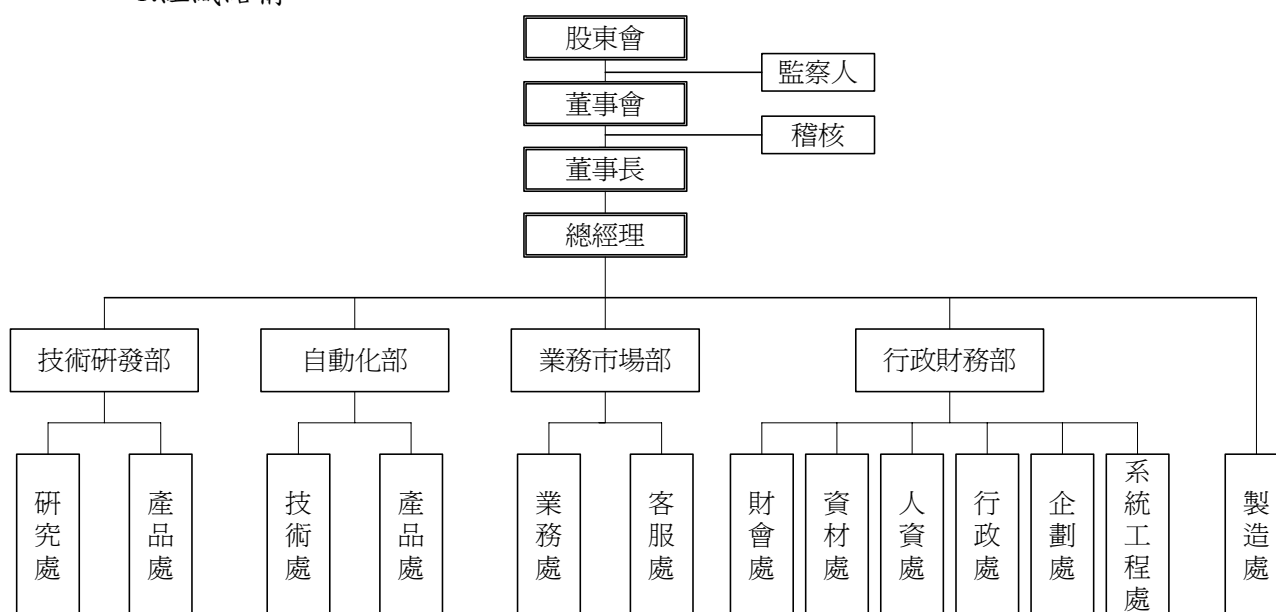 股東會
監察人
董事會
稽核
董事長
總經理
技術研發部
自動化部
業務市場部
行政財務部
研究處
產品處
技術處
產品處
業務處
客服處
財會處
資材處
人資處
行政處
企劃處
系統工程處
製造處